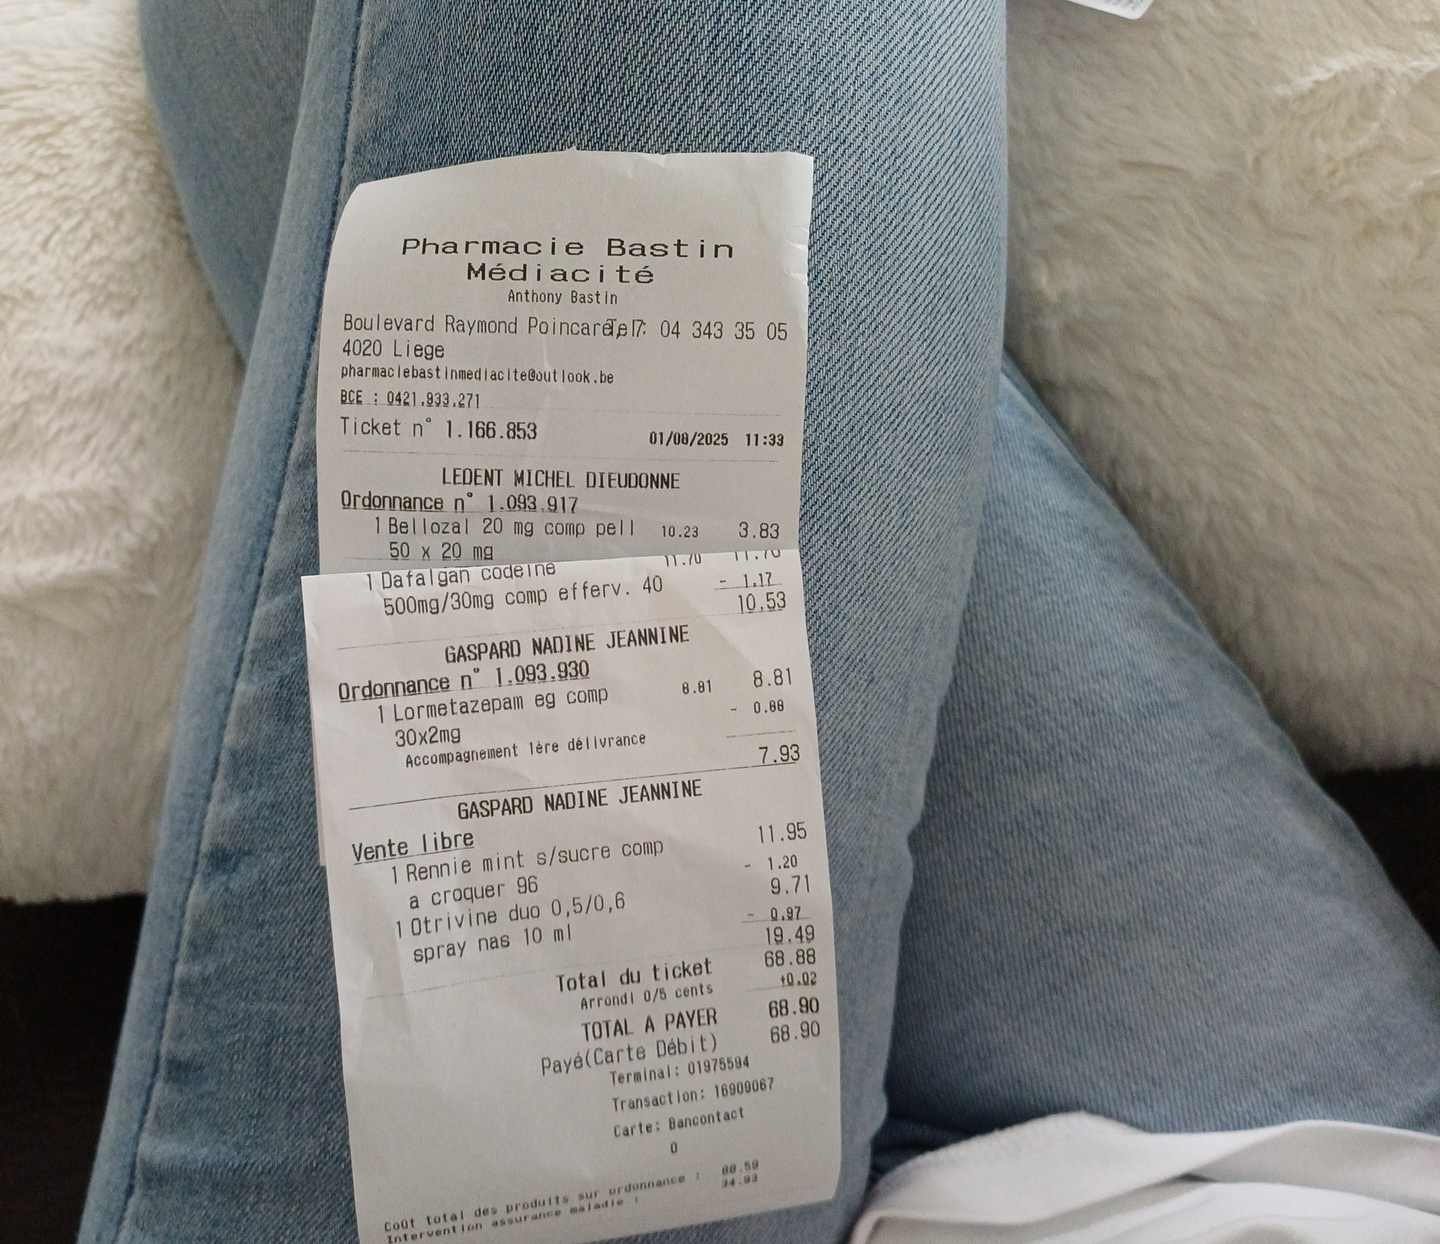 Pharmacie Bastin
Médiacité
Anthony Bastin
Boulevard Raymond Poincaré, 7 Tel: 04 343 35 05
4020 Liege
pharmaciebastinmediacite@outlook.be
BCE : 0421.933.271
Ticket n° 1.166.853 01/08/2025 11:33
LEDENT MICHEL DIEUDONNE
Ordonnance n° 1.093.917
1 Bellozal 20 mg comp pell 10.23 3.83
50 x 20 mg
1 Dafalgan codeine 11.70 11.70
500mg/30mg comp efferv. 40 - 1.17
10.53
GASPARD NADINE JEANNINE
Ordonnance n° 1.093.930
1 Lormetazepam eg comp 8.81 8.81
30x2mg - 0.88
Accompagnement 1ère délivrance
7.93
GASPARD NADINE JEANNINE
Vente libre
1 Rennie mint s/sucre comp 11.95
a croquer 96 - 1.20
1 Otrivine duo 0,5/0,6 9.71
spray nas 10 ml - 0.97
19.49
Total du ticket 68.88
Arrondi 0/5 cents +0.02
TOTAL A PAYER 68.90
Payé(Carte Débit) 68.90
Terminal: 01975594
Transaction: 16909067
Carte: Bancontact
0
Coût total des produits sur ordonnance :
Intervention assurance maladie :